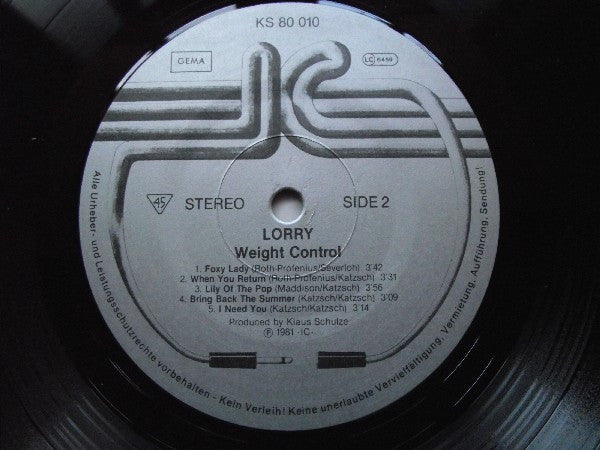 KS 80 010
GEMA
LC 6459
45 STEREO SIDE 2
LORRY
Weight Control
1. Foxy Lady (Roth-Profenius/Severich) 3'42
2. When You Return (Roth-Profenius/Katzsch) 3'31
3. Lily Of The Pop (Maddison/Katzsch) 3'56
4. Bring Back The Summer (Katzsch/Katzsch) 3'09
5. I Need You (Katzsch/Katzsch) 3'14
Produced by Klaus Schulze
Ⓟ 1981 -IC-
Alle Urheber- und Leistungsschutzrechte vorbehalten - Kein Verleih! Keine unerlaubte Vervielfältigung, Vermietung, Aufführung, Sendung!